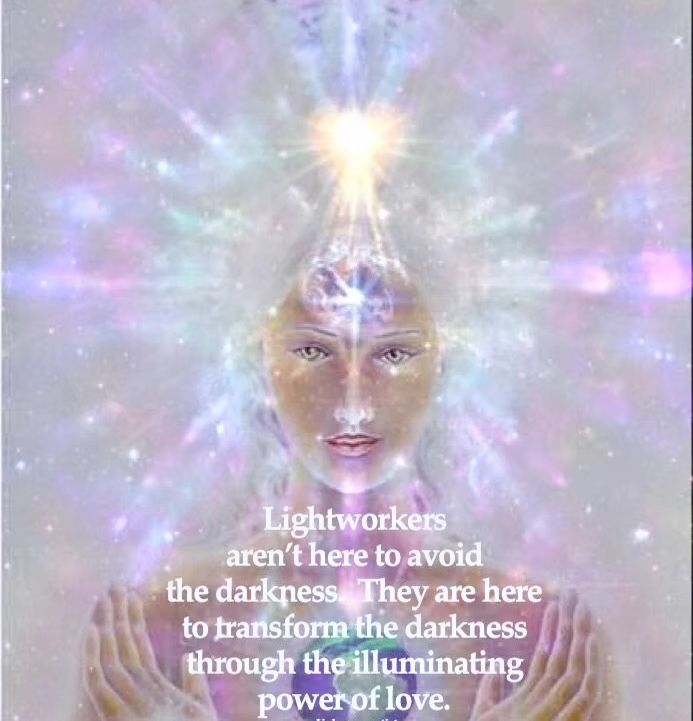 Lightworkers
aren't here to avoid
the darkness. They are here
to transform the darkness
through the illuminating
power of love.